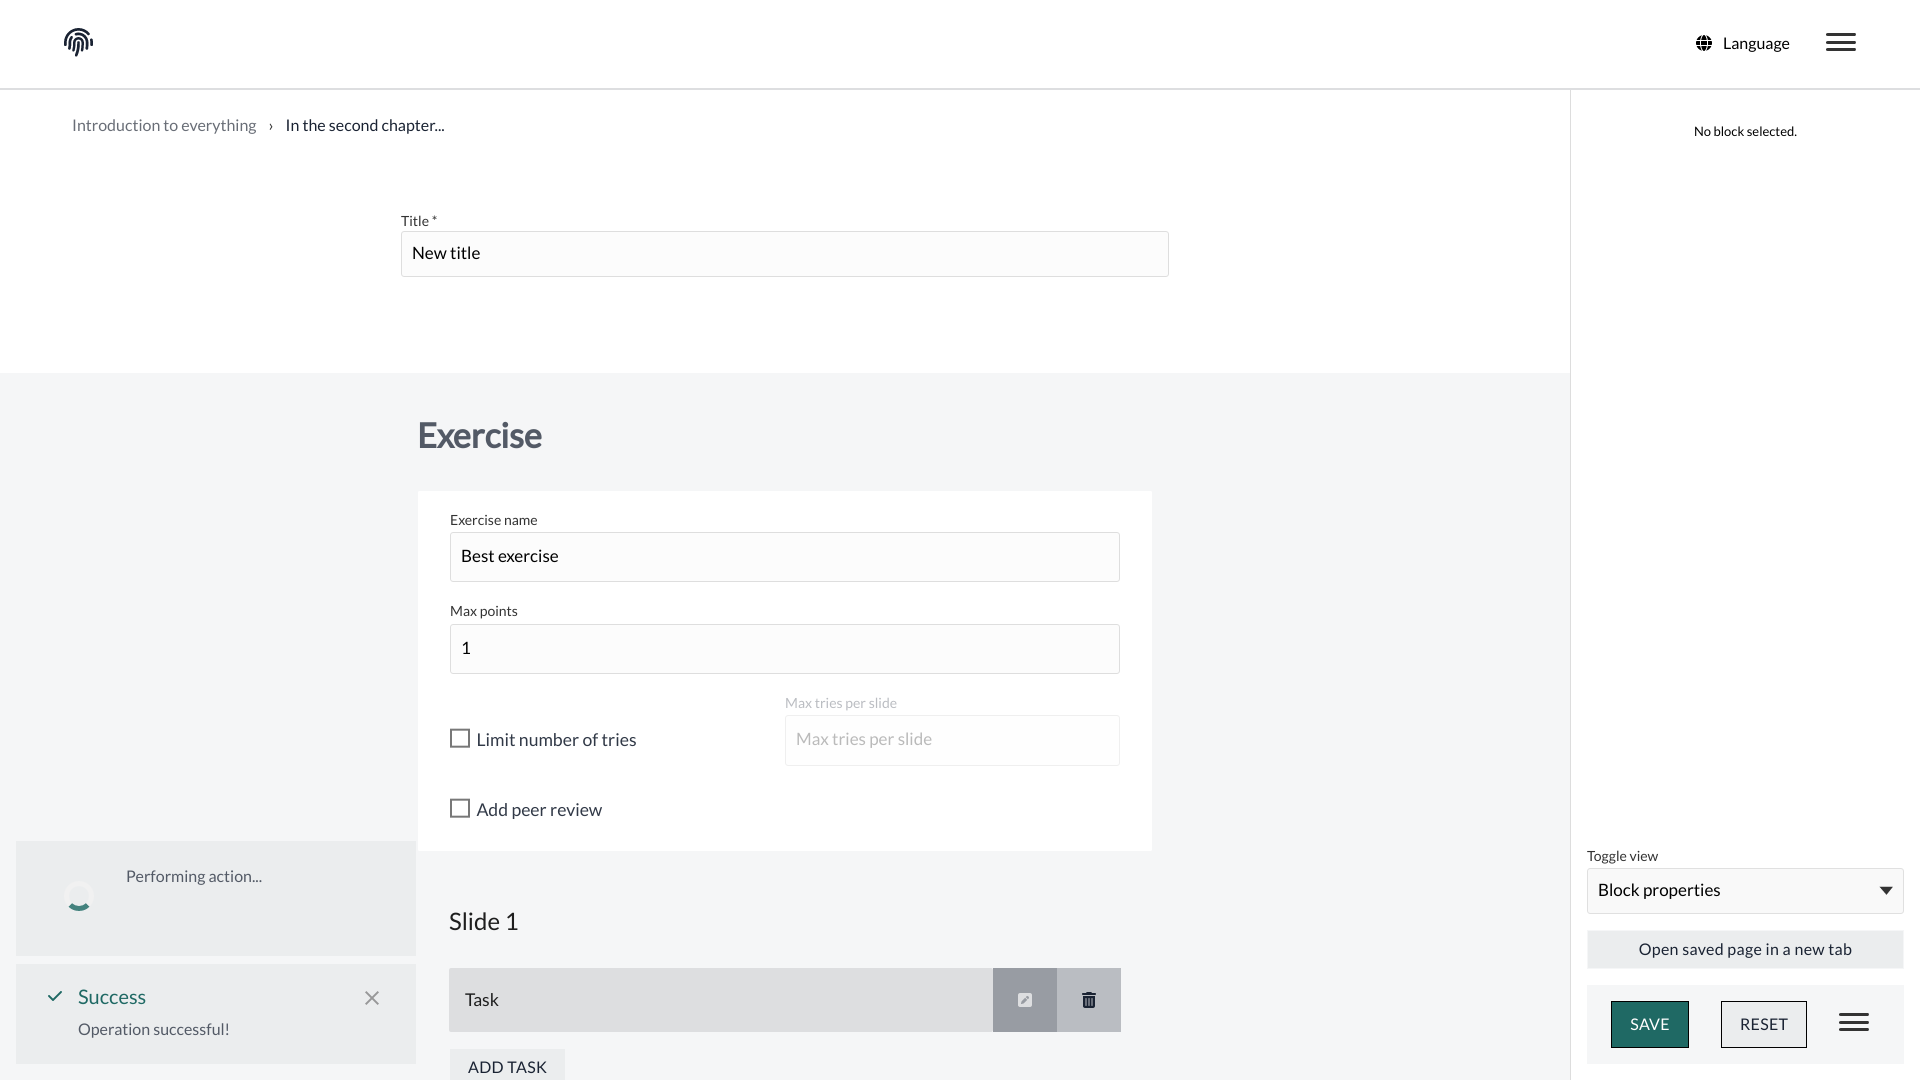 Language
Introduction to everything › In the second chapter...
No block selected.
Title *
New title
Exercise
Exercise name
Best exercise
Max points
1
Max tries per slide
Limit number of tries
Max tries per slide
Add peer review
Performing action...
Success
Operation successful!
Slide 1
Task
ADD TASK
Toggle view
Block properties
Open saved page in a new tab
SAVE
RESET